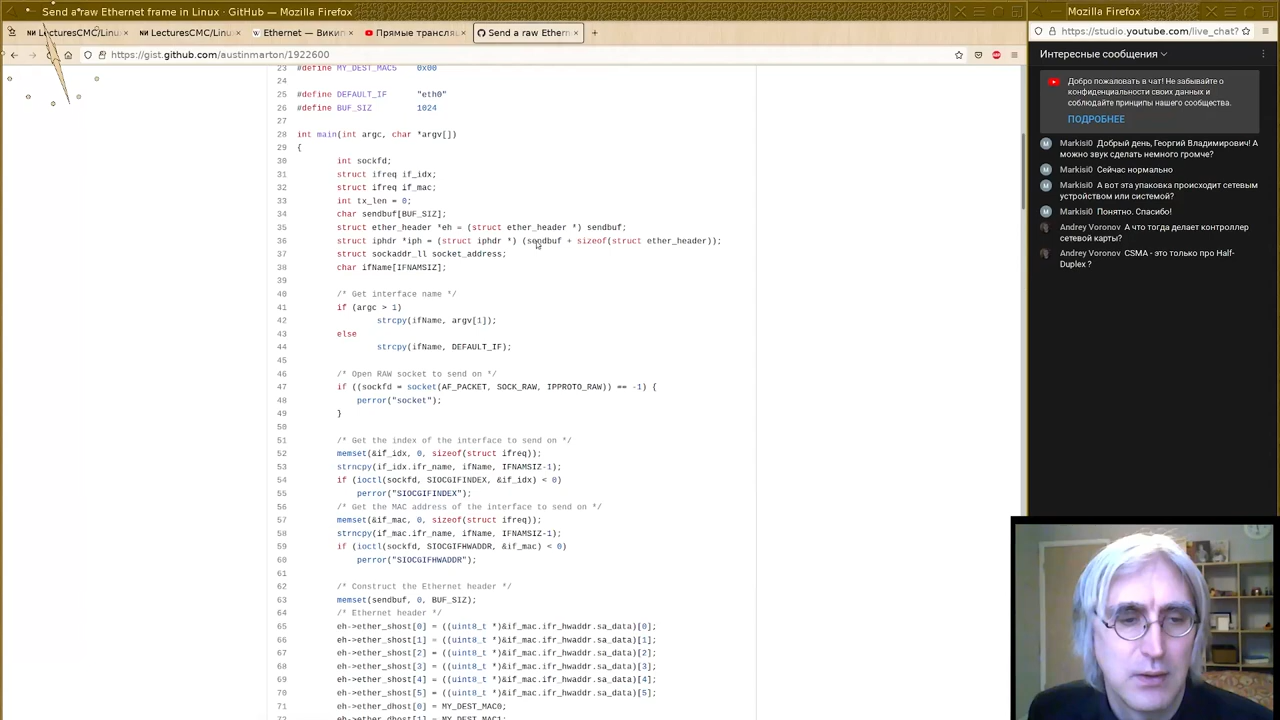 Send a raw Ethernet frame in Linux · GitHub — Mozilla Firefox
LecturesCMC/Linu×
LecturesCMC/Linu×
Ethernet — Викип×
Прямые трансляц×
Send a raw Ethern×
https://gist.github.com/austinmarton/1922600
23 #define MY_DEST_MAC5 0x00
24
25 #define DEFAULT_IF "eth0"
26 #define BUF_SIZ 1024
27
28 int main(int argc, char *argv[])
29 {
30 int sockfd;
31 struct ifreq if_idx;
32 struct ifreq if_mac;
33 int tx_len = 0;
34 char sendbuf[BUF_SIZ];
35 struct ether_header *eh = (struct ether_header *) sendbuf;
36 struct iphdr *iph = (struct iphdr *) (sendbuf + sizeof(struct ether_header));
37 struct sockaddr_ll socket_address;
38 char ifName[IFNAMSIZ];
39
40 /* Get interface name */
41 if (argc > 1)
42 strcpy(ifName, argv[1]);
43 else
44 strcpy(ifName, DEFAULT_IF);
45
46 /* Open RAW socket to send on */
47 if ((sockfd = socket(AF_PACKET, SOCK_RAW, IPPROTO_RAW)) == -1) {
48 perror("socket");
49 }
50
51 /* Get the index of the interface to send on */
52 memset(&if_idx, 0, sizeof(struct ifreq));
53 strncpy(if_idx.ifr_name, ifName, IFNAMSIZ-1);
54 if (ioctl(sockfd, SIOCGIFINDEX, &if_idx) < 0)
55 perror("SIOCGIFINDEX");
56 /* Get the MAC address of the interface to send on */
57 memset(&if_mac, 0, sizeof(struct ifreq));
58 strncpy(if_mac.ifr_name, ifName, IFNAMSIZ-1);
59 if (ioctl(sockfd, SIOCGIFHWADDR, &if_mac) < 0)
60 perror("SIOCGIFHWADDR");
61
62 /* Construct the Ethernet header */
63 memset(sendbuf, 0, BUF_SIZ);
64 /* Ethernet header */
65 eh->ether_shost[0] = ((uint8_t *)&if_mac.ifr_hwaddr.sa_data)[0];
66 eh->ether_shost[1] = ((uint8_t *)&if_mac.ifr_hwaddr.sa_data)[1];
67 eh->ether_shost[2] = ((uint8_t *)&if_mac.ifr_hwaddr.sa_data)[2];
68 eh->ether_shost[3] = ((uint8_t *)&if_mac.ifr_hwaddr.sa_data)[3];
69 eh->ether_shost[4] = ((uint8_t *)&if_mac.ifr_hwaddr.sa_data)[4];
70 eh->ether_shost[5] = ((uint8_t *)&if_mac.ifr_hwaddr.sa_data)[5];
71 eh->ether_dhost[0] = MY_DEST_MAC0;
72 eh->ether_dhost[1] = MY_DEST_MAC1;
Mozilla Firefox
https://studio.youtube.com/live_chat?
Интересные сообщения
Добро пожаловать в чат! Не забывайте о
конфиденциальности своих данных и
соблюдайте принципы нашего сообщества.
ПОДРОБНЕЕ
Markisi0 Добрый день, Георгий Владимирович! А
можно звук сделать немного громче?
Markisi0 Сейчас нормально
Markisi0 А вот эта упаковка происходит сетевым
устройством или системой?
Markisi0 Понятно. Спасибо!
Andrey Voronov А что тогда делает контроллер
сетевой карты?
Andrey Voronov CSMA - это только про Half-
Duplex ?